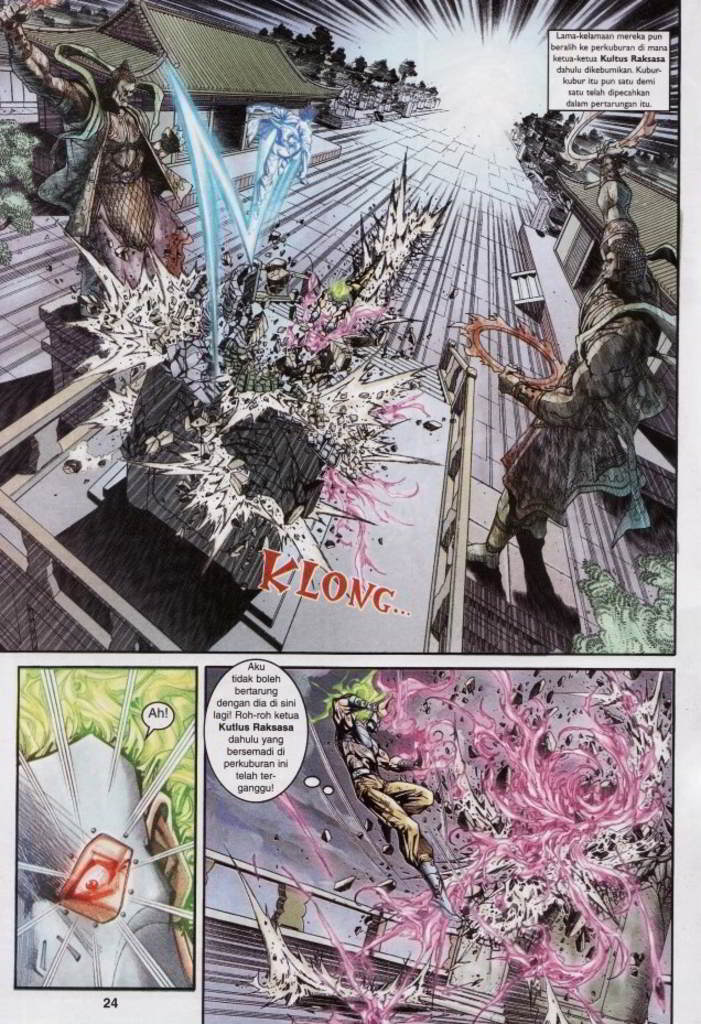 Lama-kelamaan mereka pun
beralih ke perkuburan di mana
ketua-ketua Kultus Raksasa
dahulu dikebumikan. Kubur-
kubur itu pun satu demi
satu telah dipecahkan
dalam pertarungan itu.
KLONG...
Ah!
Aku
tidak boleh
bertarung
dengan dia di sini
lagi! Roh-roh ketua
Kutlus Raksasa
dahulu yang
bersemadi di
perkuburan ini
telah ter-
ganggu!
24